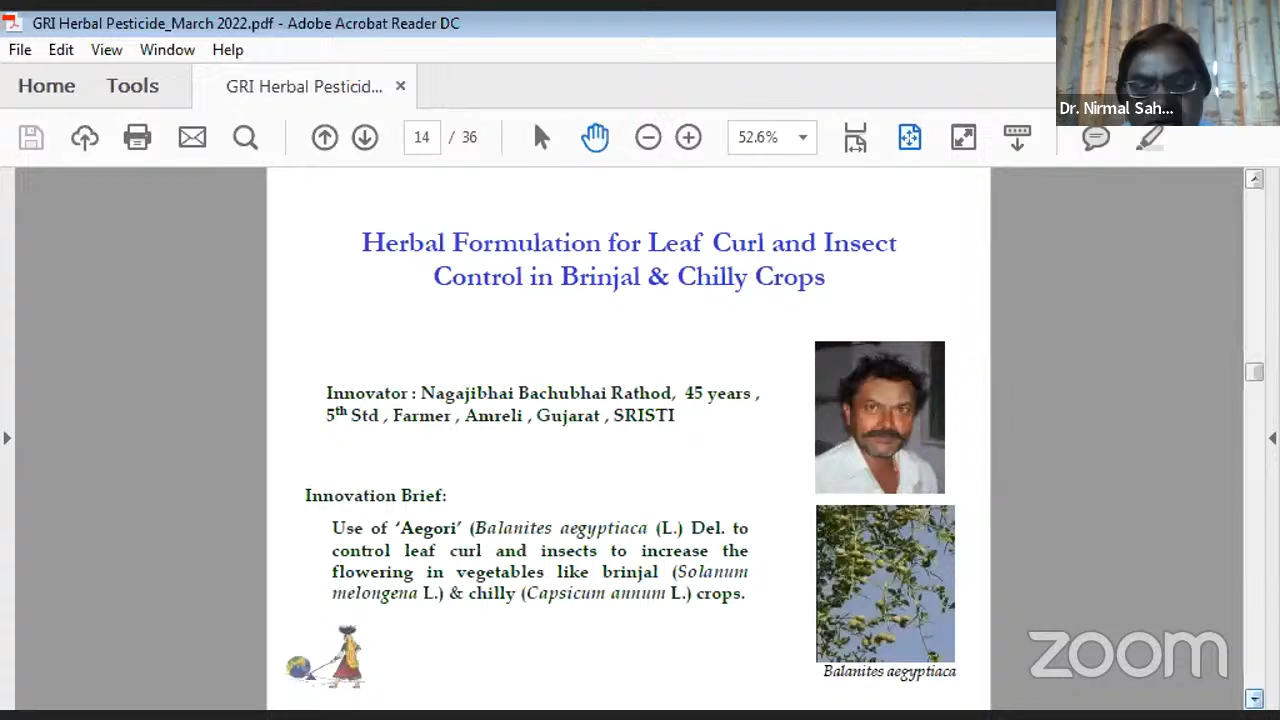 GRI Herbal Pesticide_March 2022.pdf - Adobe Acrobat Reader DC
File Edit View Window Help
Home Tools GRI Herbal Pesticid... ×
Dr. Nirmal Sah...
14 / 36 52.6%
Herbal Formulation for Leaf Curl and Insect
Control in Brinjal & Chilly Crops
Innovator : Nagajibhai Bachubhai Rathod, 45 years ,
5th Std , Farmer , Amreli , Gujarat , SRISTI
Innovation Brief:
Use of ‘Aegori’ (Balanites aegyptiaca (L.) Del. to
control leaf curl and insects to increase the
flowering in vegetables like brinjal (Solanum
melongena L.) & chilly (Capsicum annum L.) crops.
Balanites aegyptiaca
zoom